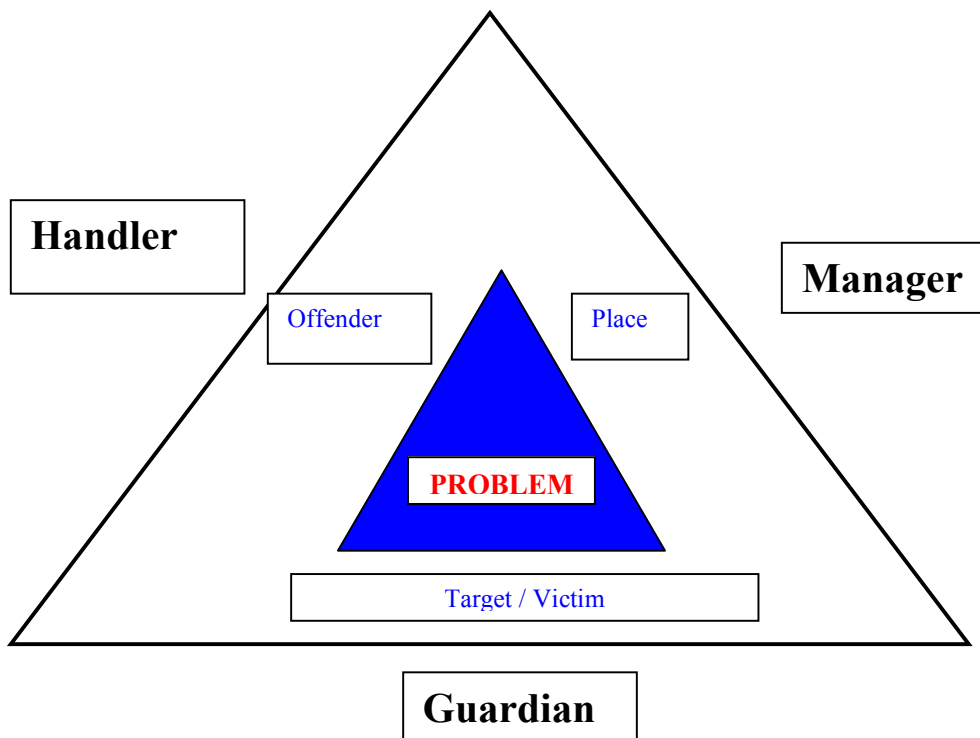 Handler
Manager
Offender
Place
PROBLEM
Target / Victim
Guardian